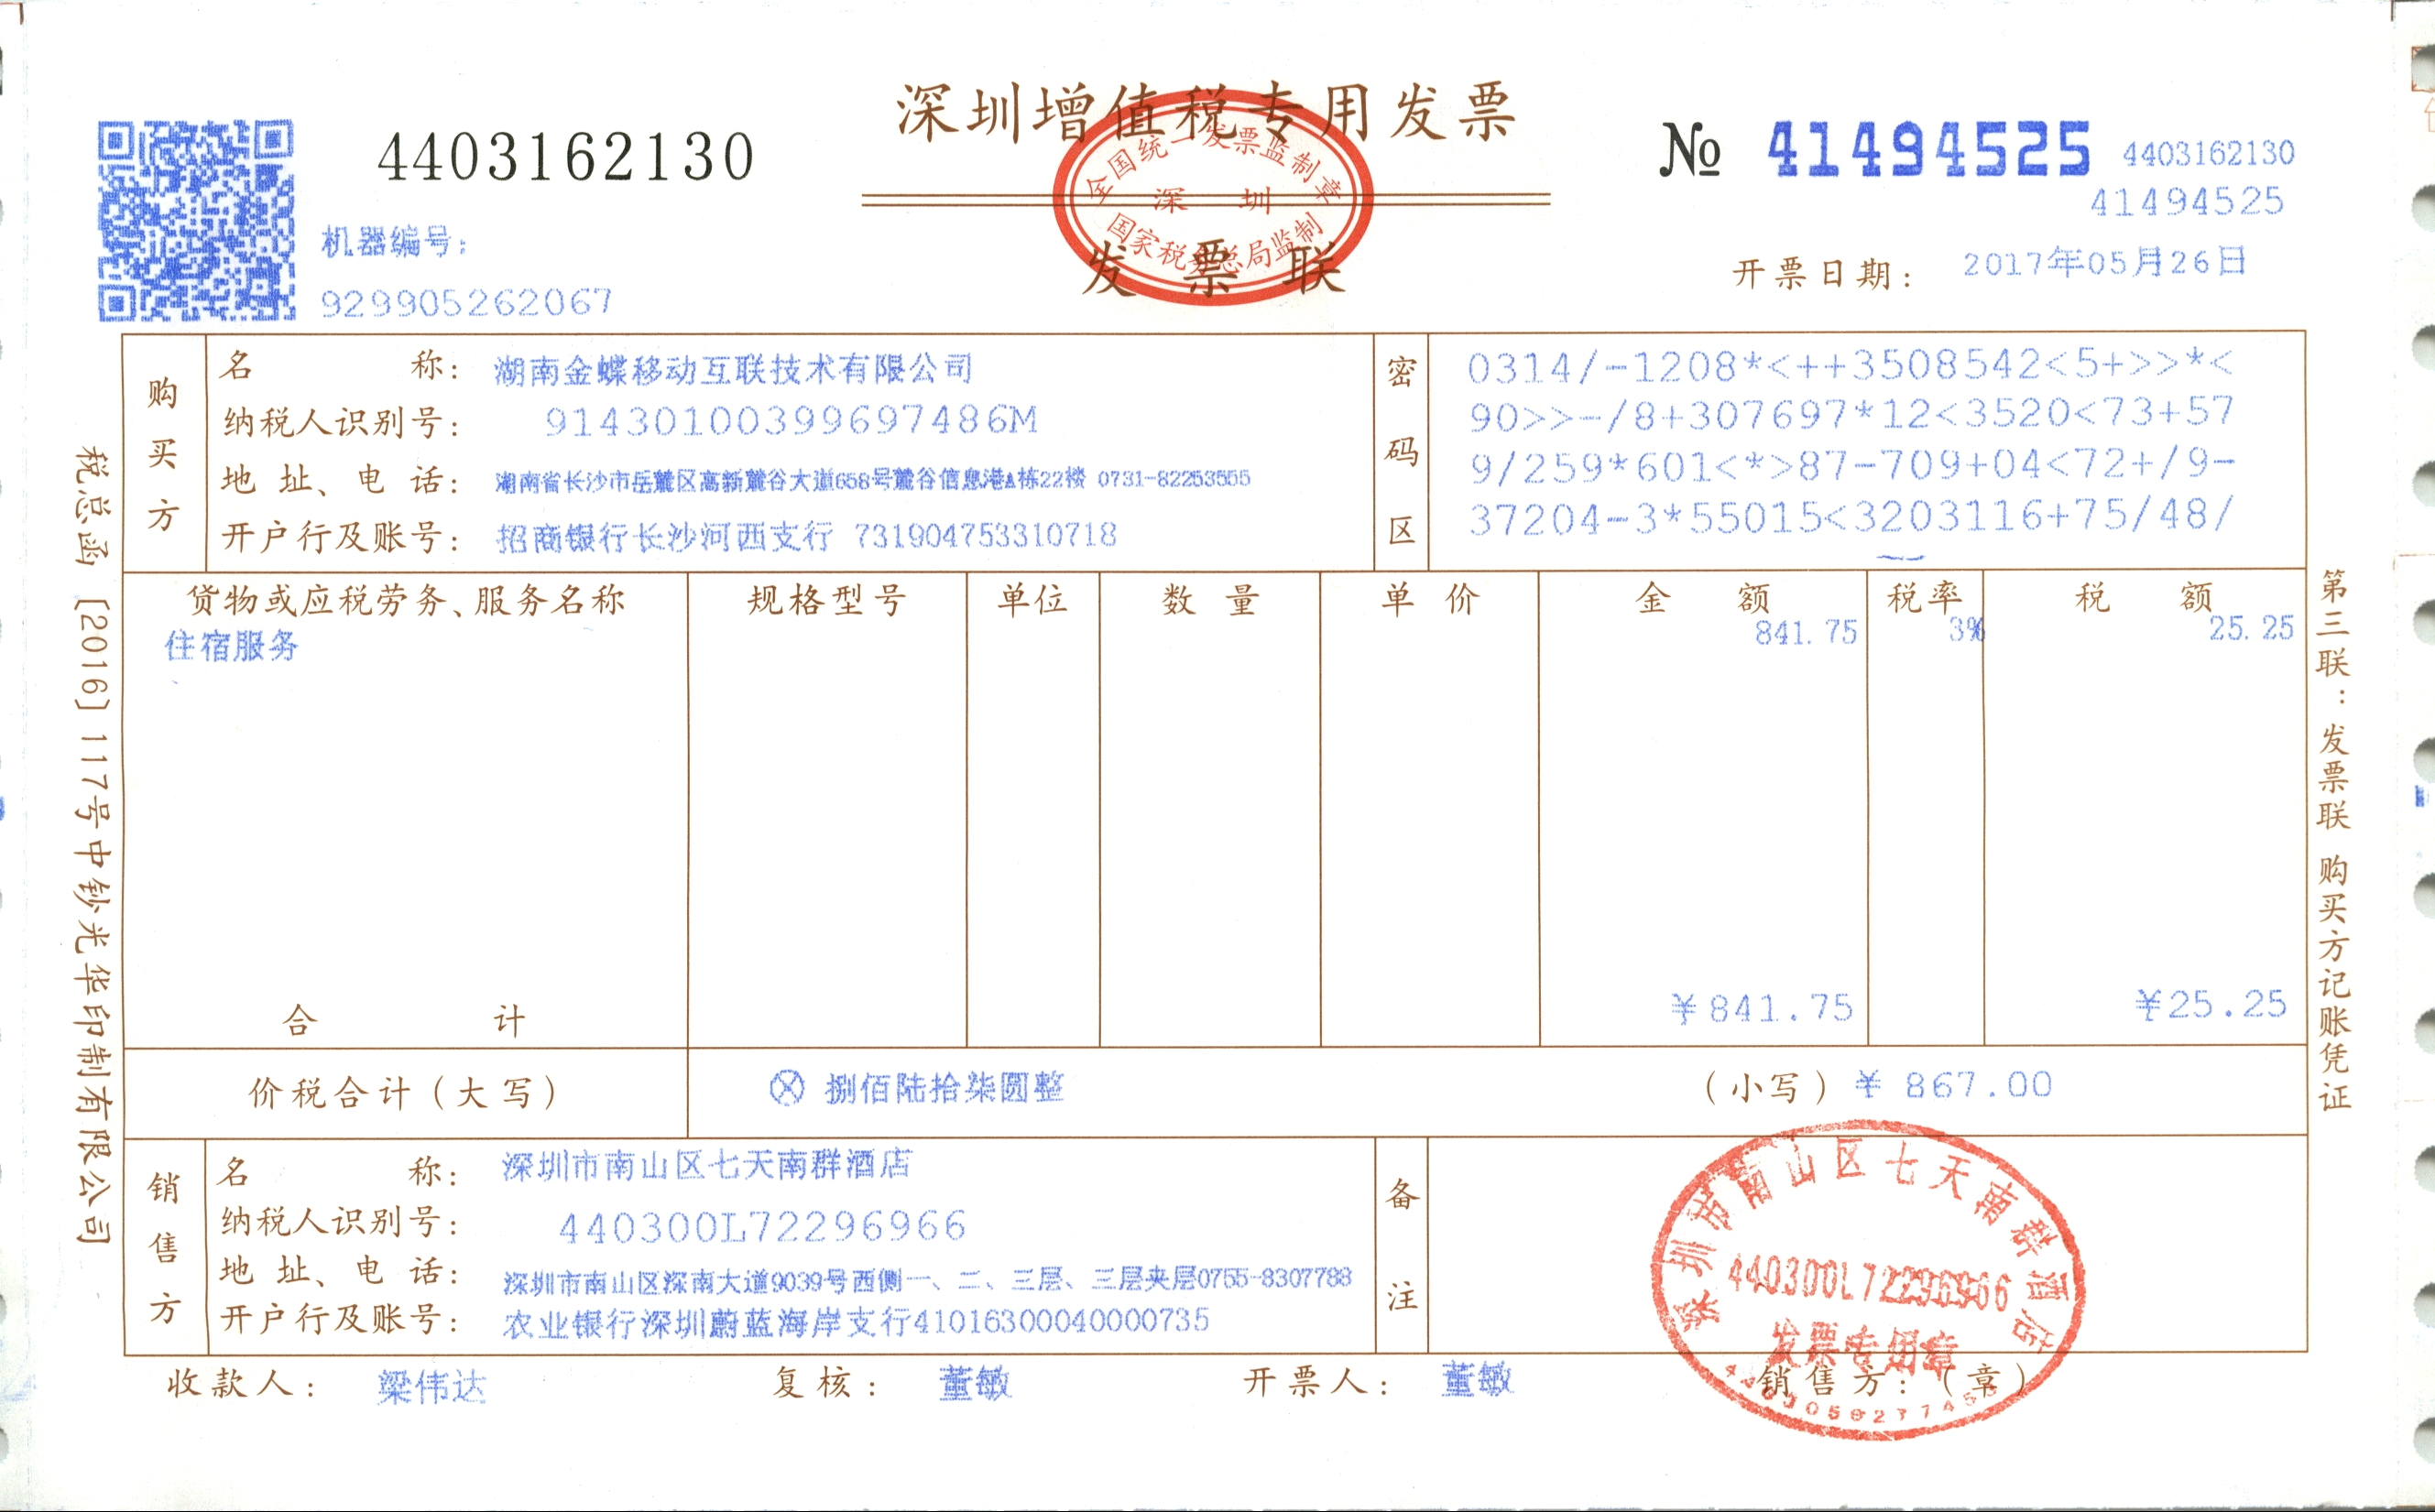 深圳增值税专用发票
4403162130
№ 41494525 4403162130
41494525
全国统一发票监制章
深 圳
国家税务总局监制
发票联
机器编号:
929905262067
开票日期: 2017年05月26日
购买方
名 称: 湖南金蝶移动互联技术有限公司
纳税人识别号: 91430100399697486M
地 址、电 话: 湖南省长沙市岳麓区高新麓谷大道658号麓谷信息港A栋22楼 0731-82253555
开户行及账号: 招商银行长沙河西支行 731904753310718
密码区
0314/-1208*<++3508542<5+>>*<
90>>-/8+307697*12<3520<73+57
9/259*601<*>87-709+04<72+/9-
37204-3*55015<3203116+75/48/
货物或应税劳务、服务名称 规格型号 单位 数 量 单 价 金 额 税率 税 额
住宿服务 841.75 3% 25.25
合 计 ¥841.75 ¥25.25
价税合计(大写) ⊗ 捌佰陆拾柒圆整 (小写) ¥ 867.00
销售方
名 称: 深圳市南山区七天南群酒店
纳税人识别号: 440300L72296966
地 址、电 话: 深圳市南山区深南大道9039号西侧一、二、三层、三层夹层0755-8307788
开户行及账号: 农业银行深圳蔚蓝海岸支行41016300040000735
备注
深圳市南山区七天南群酒店
440300L72296966
发票专用章
收款人: 梁伟达 复核: 董敏 开票人: 董敏 销售方:(章)
税总函[2016]117号中钞光华印制有限公司
第三联:发票联 购买方记账凭证